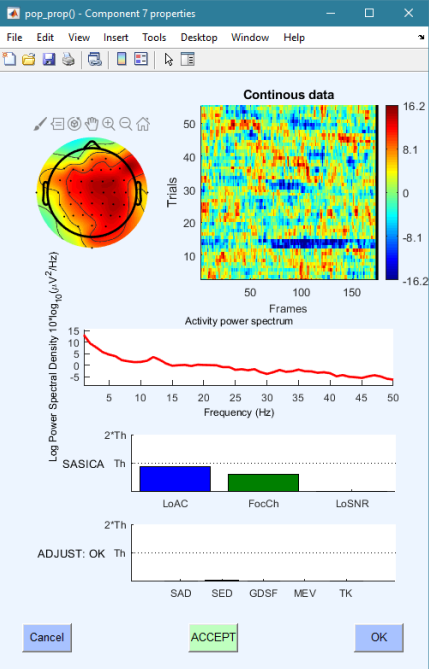 pop_prop() - Component 7 properties
File Edit View Insert Tools Desktop Window Help
Continous data
Trials
50
40
30
20
10
50 100 150
Frames
16.2
8.1
0
-8.1
-16.2
Activity power spectrum
Log Power Spectral Density 10*log10(μV2/Hz)
15
10
5
0
-5
5 10 15 20 25 30 35 40 45 50
Frequency (Hz)
2*Th
SASICA Th
LoAC FocCh LoSNR
2*Th
ADJUST: OK Th
SAD SED GDSF MEV TK
Cancel ACCEPT OK